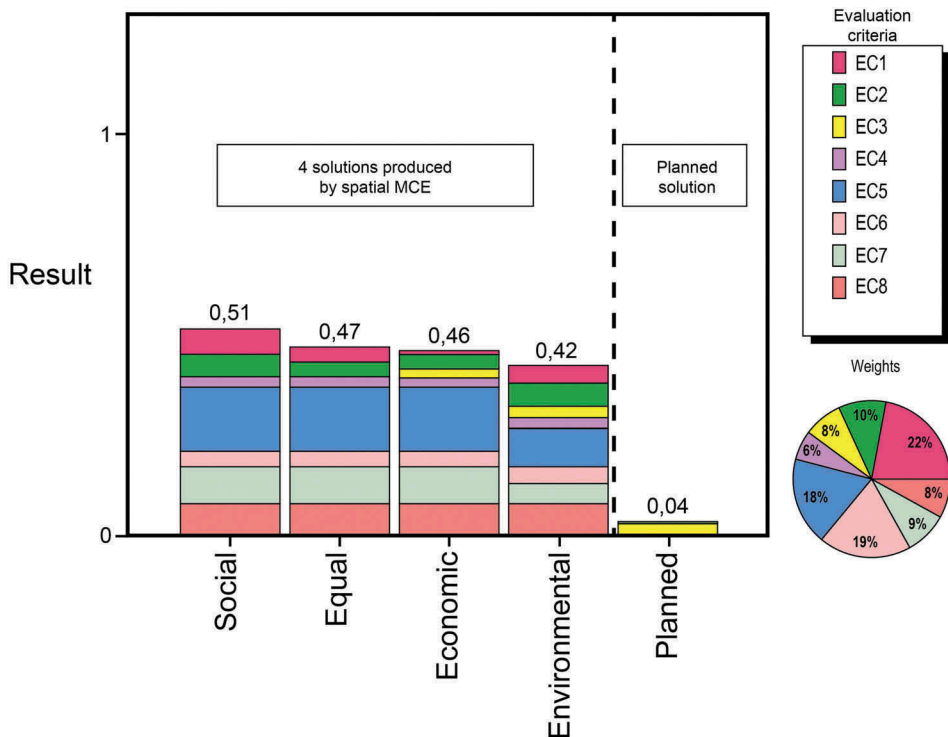 Evaluation
criteria
EC1
EC2
EC3
EC4
EC5
EC6
EC7
EC8
1
4 solutions produced
by spatial MCE
Planned
solution
Result
0,51
0,47
0,46
0,42
0,04
0
Social
Equal
Economic
Environmental
Planned
Weights
10%
22%
8%
6%
18%
19%
9%
8%